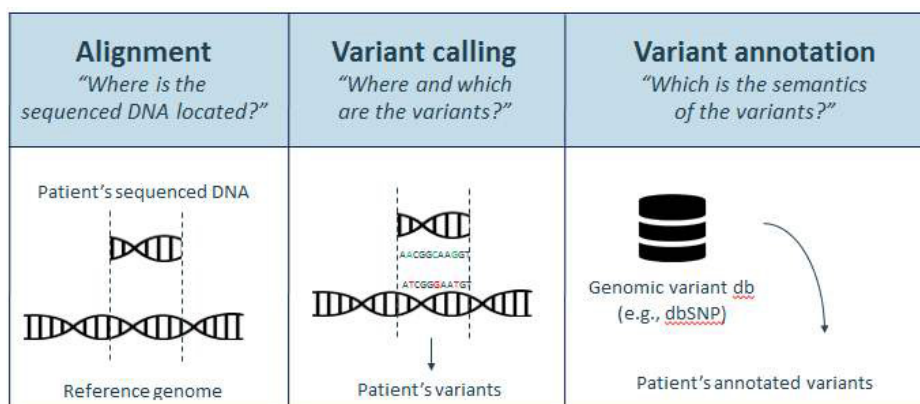 Alignment
“Where is the
sequenced DNA located?”
Patient’s sequenced DNA
Reference genome
Variant calling
“Where and which
are the variants?”
AACGGCAAGGT
ATCGGGAATGT
Patient’s variants
Variant annotation
“Which is the semantics
of the variants?”
Genomic variant db
(e.g., dbSNP)
Patient’s annotated variants